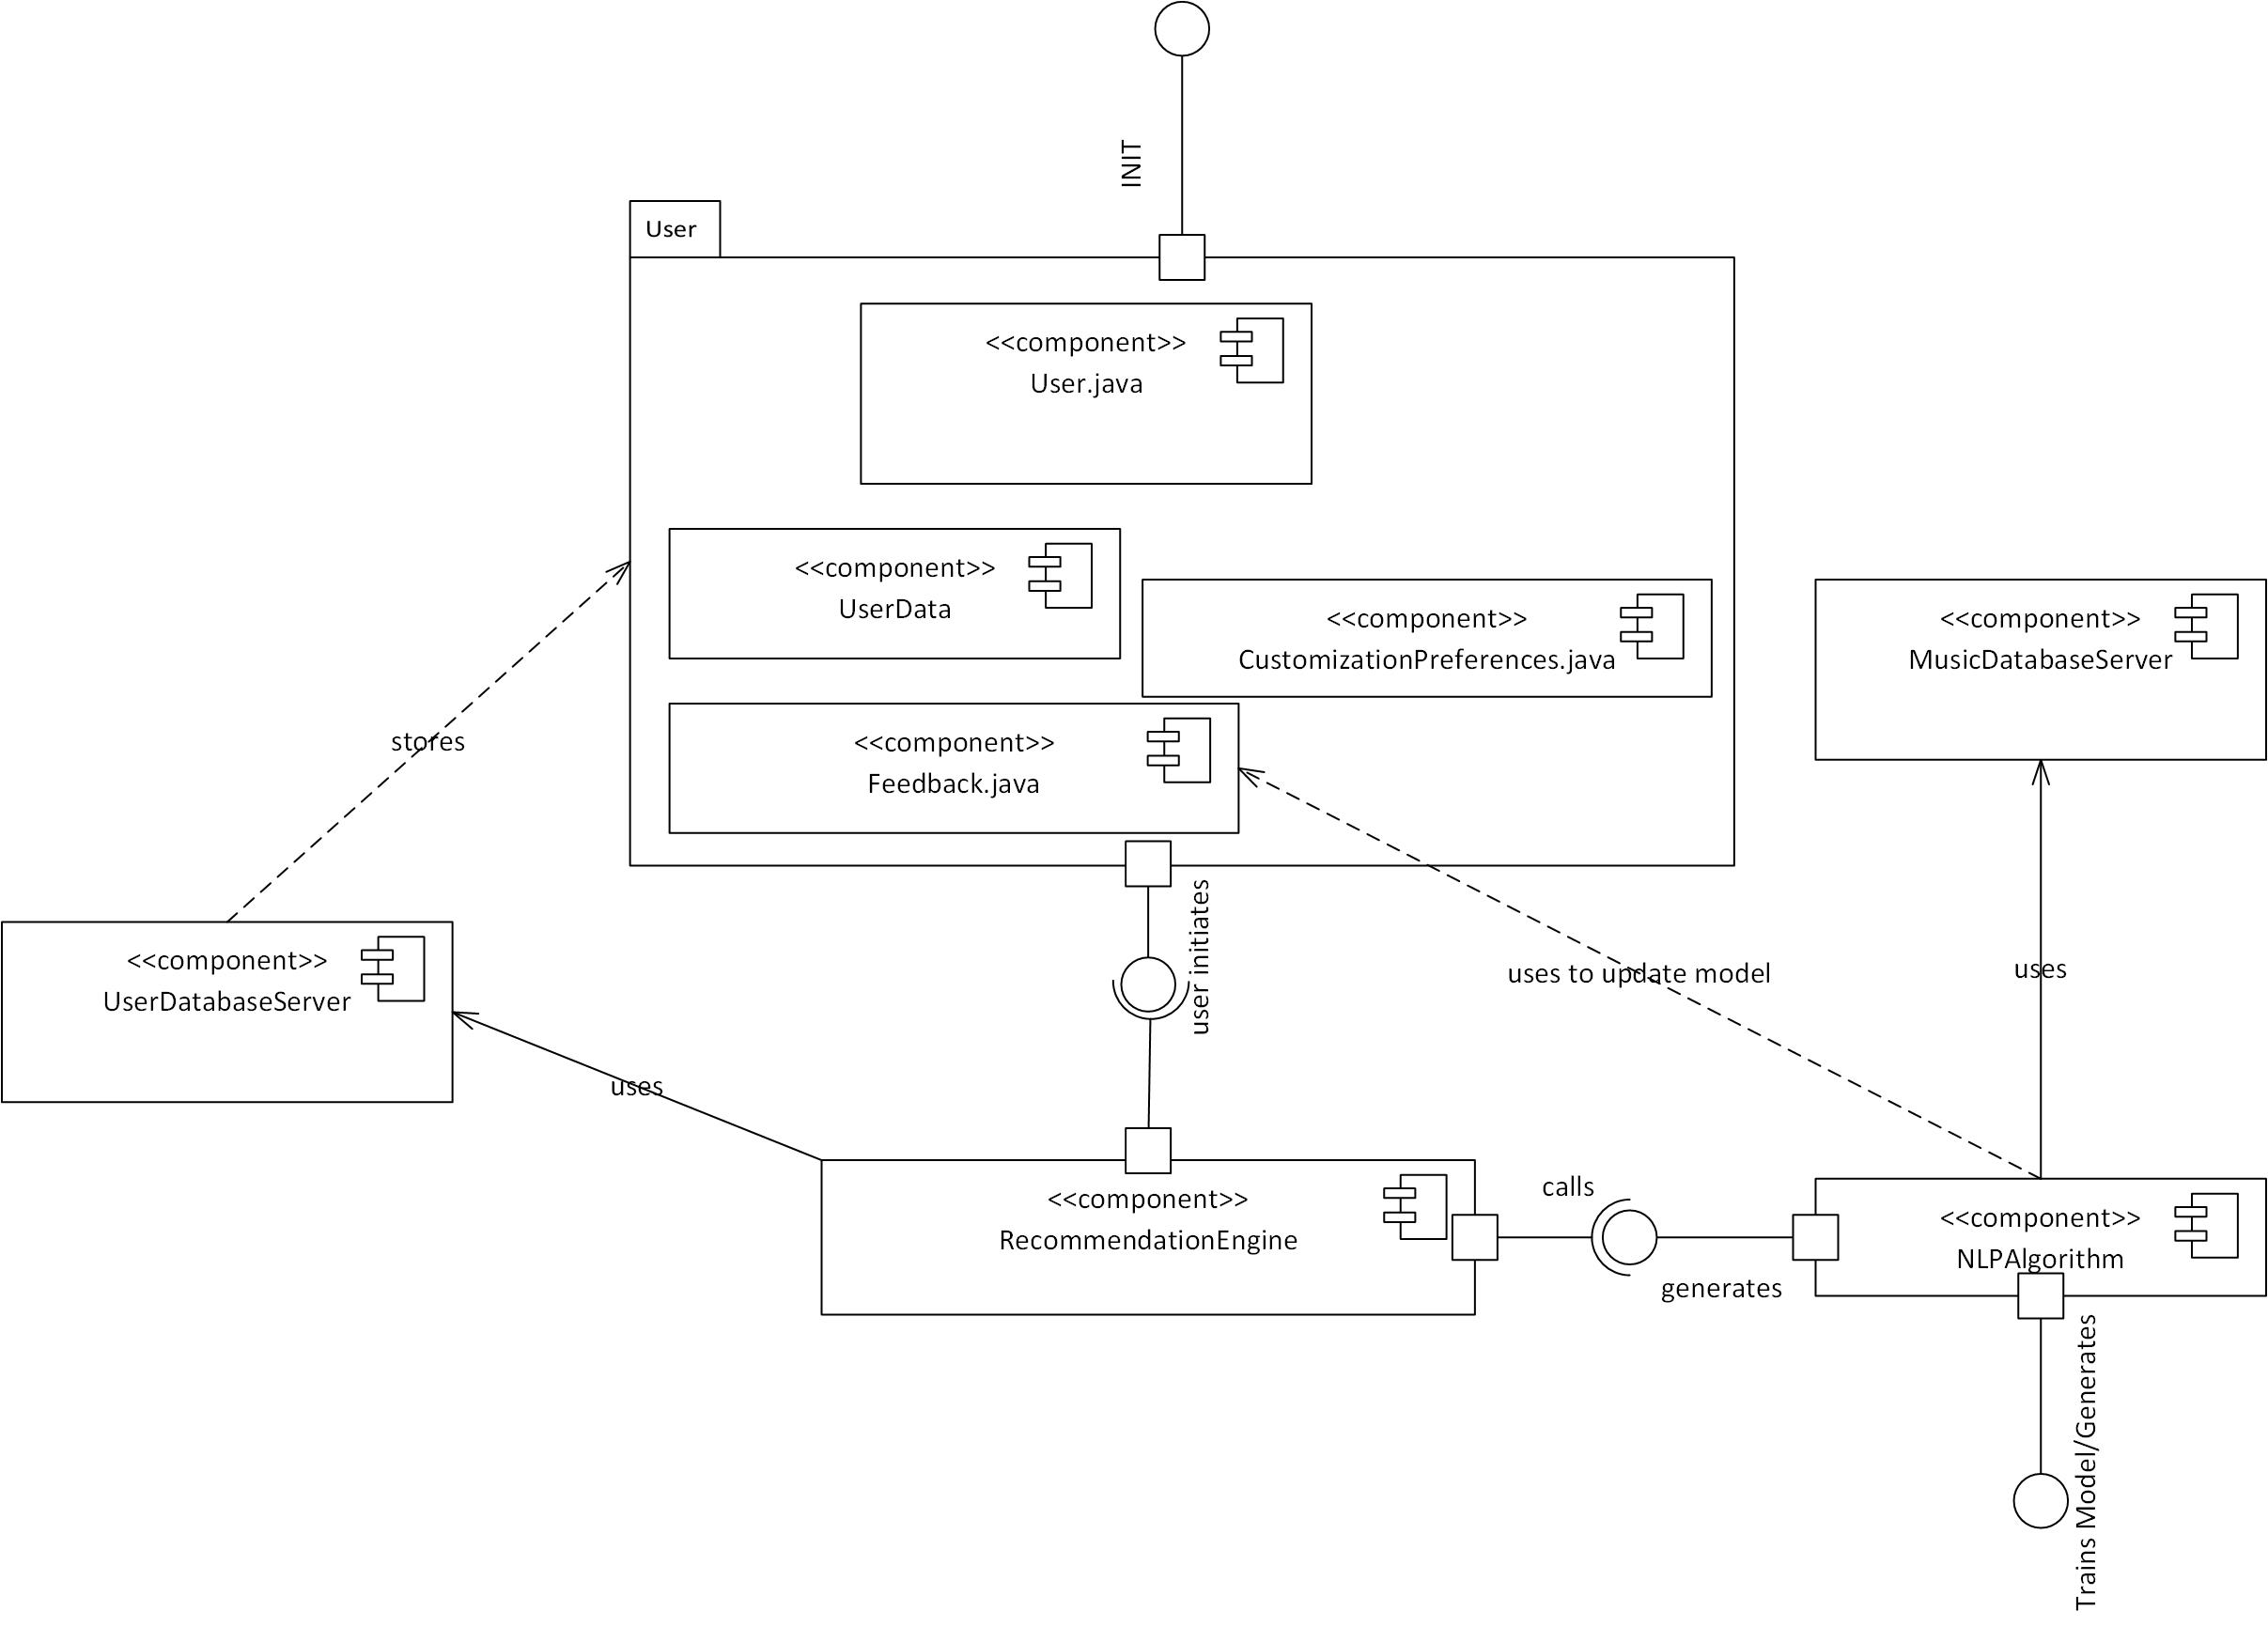 INIT
User
<<component>>
User.java
<<component>>
UserData
<<component>>
CustomizationPreferences.java
<<component>>
MusicDatabaseServer
<<component>>
Feedback.java
stores
user initiates
<<component>>
UserDatabaseServer
uses to update model
uses
uses
<<component>>
RecommendationEngine
calls
generates
<<component>>
NLPAlgorithm
Trains Model/Generates